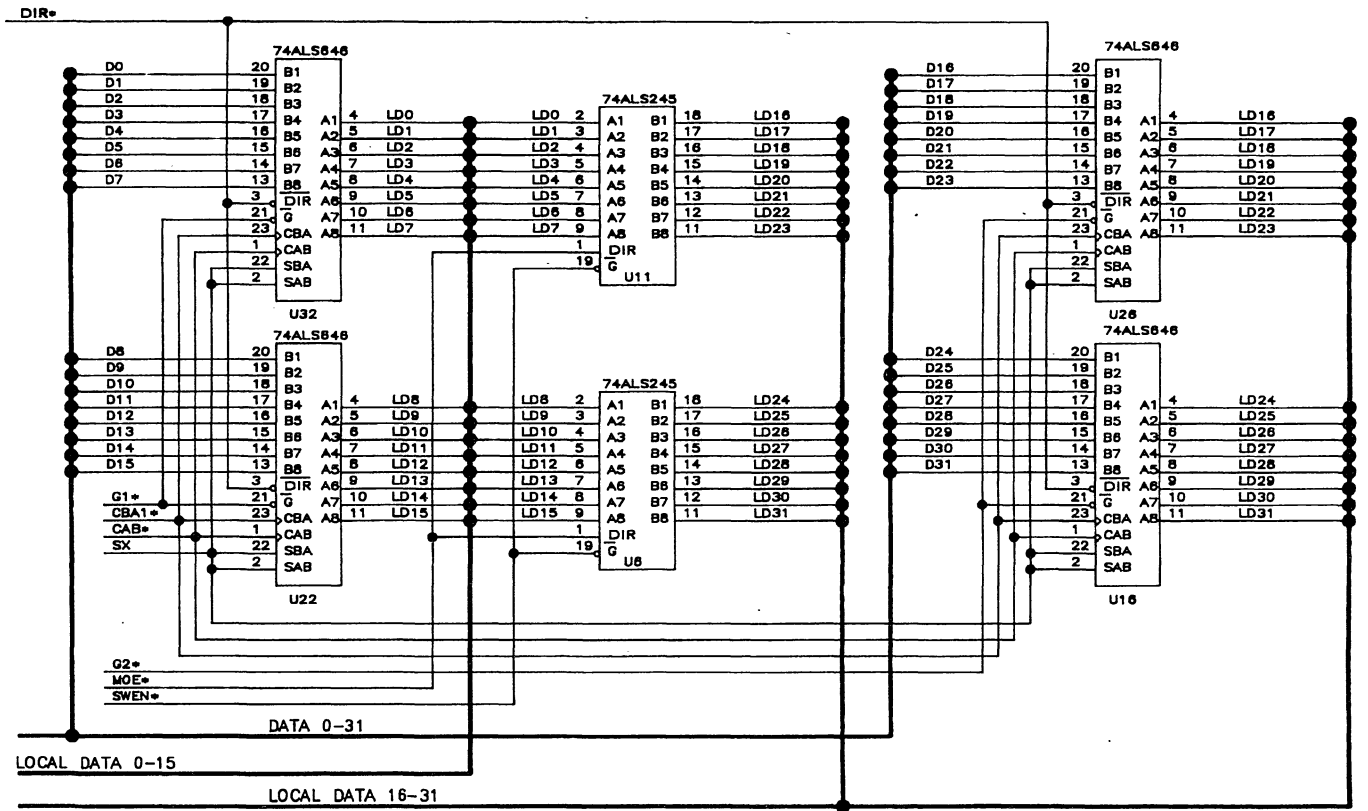 DIR*
74ALS646
D0 20 B1
D1 19 B2
D2 18 B3
D3 17 B4 A1 4 LD0
D4 16 B5 A2 5 LD1
D5 15 B6 A3 6 LD2
D6 14 B7 A4 7 LD3
D7 13 B8 A5 8 LD4
3 DIR A6 9 LD5
21 G A7 10 LD6
23 CBA A8 11 LD7
1 CAB
22 SBA
2 SAB
U32
74ALS245
LD0 2 A1 B1 18 LD16
LD1 3 A2 B2 17 LD17
LD2 4 A3 B3 16 LD18
LD3 5 A4 B4 15 LD19
LD4 6 A5 B5 14 LD20
LD5 7 A6 B6 13 LD21
LD6 8 A7 B7 12 LD22
LD7 9 A8 B8 11 LD23
1 DIR
19 G
U11
74ALS646
D16 20 B1
D17 19 B2
D18 18 B3
D19 17 B4 A1 4 LD16
D20 16 B5 A2 5 LD17
D21 15 B6 A3 6 LD18
D22 14 B7 A4 7 LD19
D23 13 B8 A5 8 LD20
3 DIR A6 9 LD21
21 G A7 10 LD22
23 CBA A8 11 LD23
1 CAB
22 SBA
2 SAB
U26
74ALS646
D8 20 B1
D9 19 B2
D10 18 B3
D11 17 B4 A1 4 LD8
D12 16 B5 A2 5 LD9
D13 15 B6 A3 6 LD10
D14 14 B7 A4 7 LD11
D15 13 B8 A5 8 LD12
3 DIR A6 9 LD13
G1* 21 G A7 10 LD14
CBA1* 23 CBA A8 11 LD15
CAB* 1 CAB
SX 22 SBA
2 SAB
U22
74ALS245
LD8 2 A1 B1 18 LD24
LD9 3 A2 B2 17 LD25
LD10 4 A3 B3 16 LD26
LD11 5 A4 B4 15 LD27
LD12 6 A5 B5 14 LD28
LD13 7 A6 B6 13 LD29
LD14 8 A7 B7 12 LD30
LD15 9 A8 B8 11 LD31
1 DIR
19 G
U6
74ALS646
D24 20 B1
D25 19 B2
D26 18 B3
D27 17 B4 A1 4 LD24
D28 16 B5 A2 5 LD25
D29 15 B6 A3 6 LD26
D30 14 B7 A4 7 LD27
D31 13 B8 A5 8 LD28
3 DIR A6 9 LD29
21 G A7 10 LD30
23 CBA A8 11 LD31
1 CAB
22 SBA
2 SAB
U16
G2*
MOE*
SWEN*
DATA 0-31
LOCAL DATA 0-15
LOCAL DATA 16-31